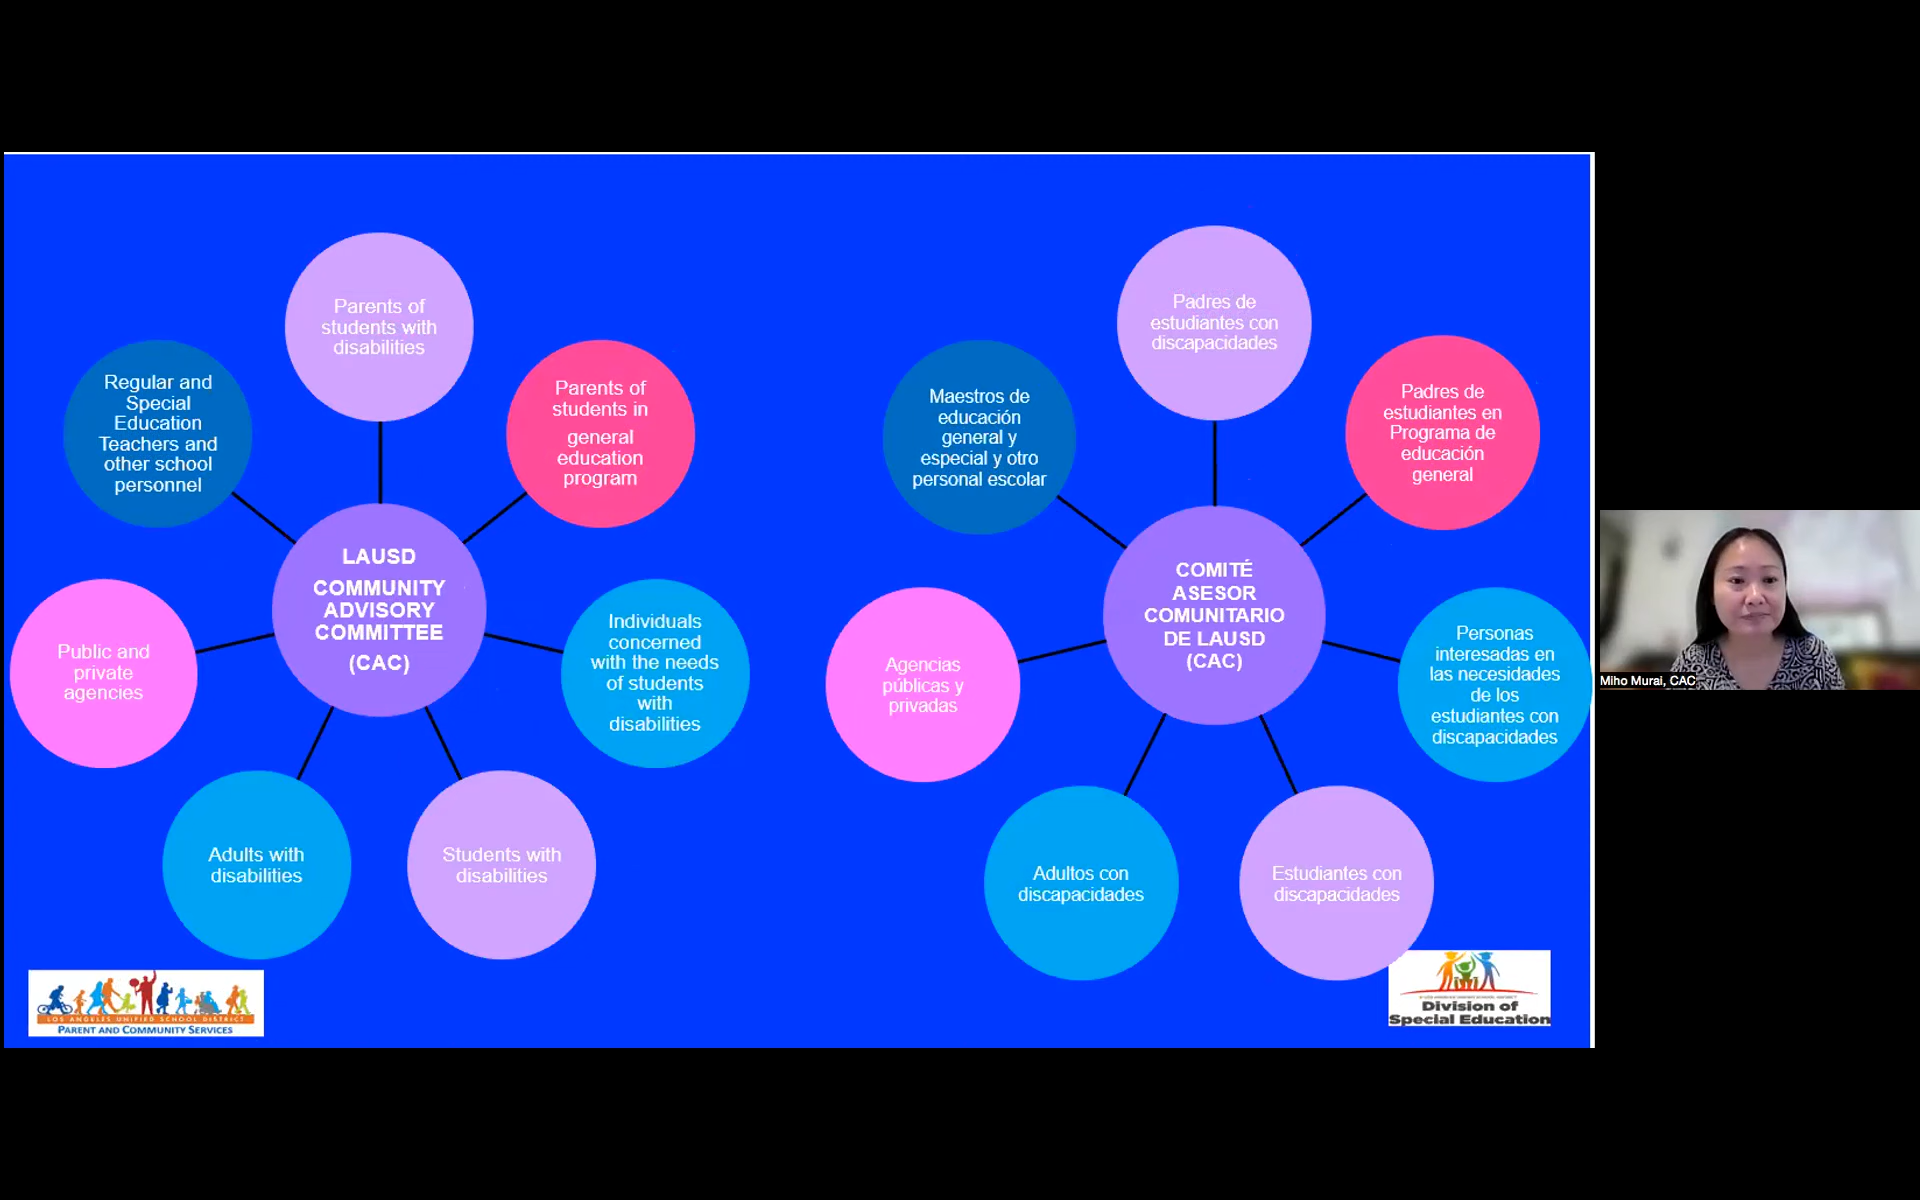 Parents of
students with
disabilities
Parents of
students in
general
education
program
Individuals
concerned
with the needs
of students
with
disabilities
Students with
disabilities
Adults with
disabilities
Public and
private
agencies
Regular and
Special
Education
Teachers and
other school
personnel
LAUSD
COMMUNITY
ADVISORY
COMMITTEE
(CAC)
Padres de
estudiantes con
discapacidades
Padres de
estudiantes en
Programa de
educación
general
Personas
interesadas en
las necesidades
de los
estudiantes con
discapacidades
Estudiantes con
discapacidades
Adultos con
discapacidades
Agencias
públicas y
privadas
Maestros de
educación
general y
especial y otro
personal escolar
COMITÉ
ASESOR
COMUNITARIO
DE LAUSD
(CAC)
LOS ANGELES UNIFIED SCHOOL DISTRICT
PARENT AND COMMUNITY SERVICES
Division of
Special Education
Miho Murai, CAC